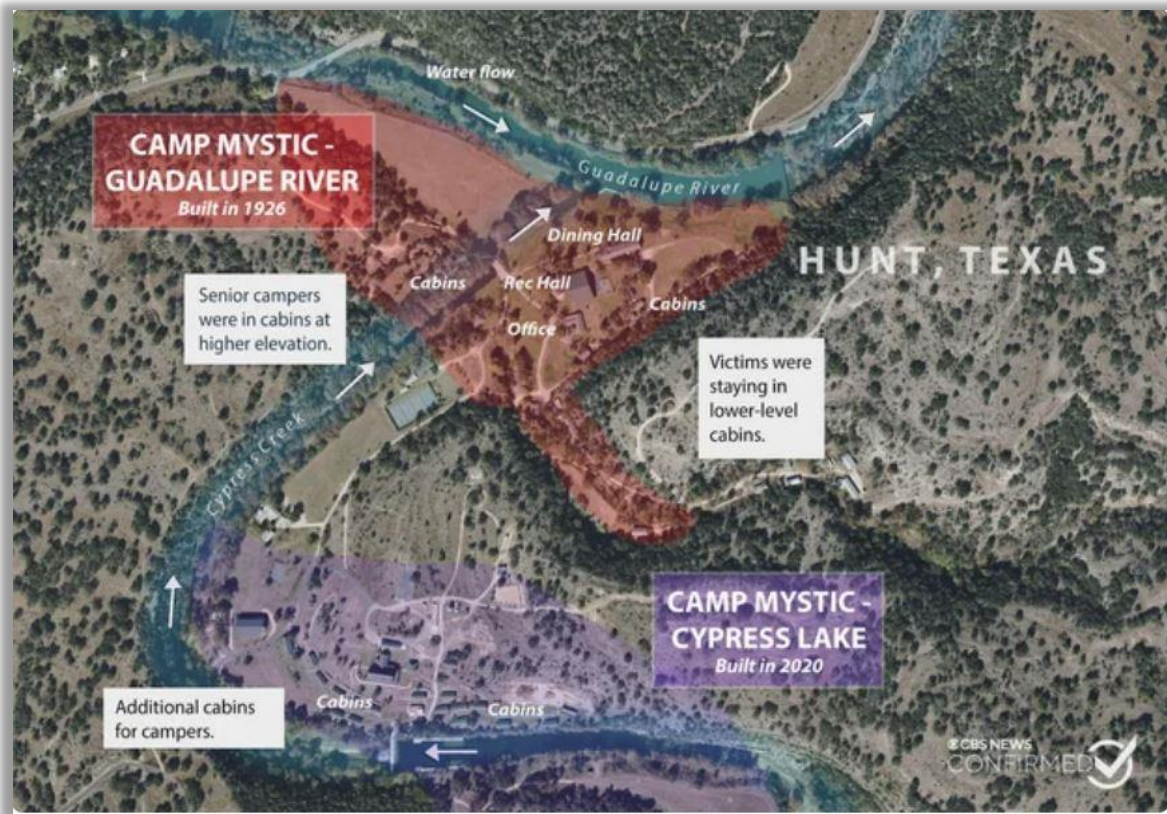 Water flow
CAMP MYSTIC -
GUADALUPE RIVER
Built in 1926
Guadalupe River
Dining Hall
HUNT, TEXAS
Cabins
Rec Hall
Cabins
Office
Senior campers
were in cabins at
higher elevation.
Victims were
staying in
lower-level
cabins.
Cypress Creek
CAMP MYSTIC -
CYPRESS LAKE
Built in 2020
Additional cabins
for campers.
Cabins
Cabins
CBS NEWS
CONFIRMED